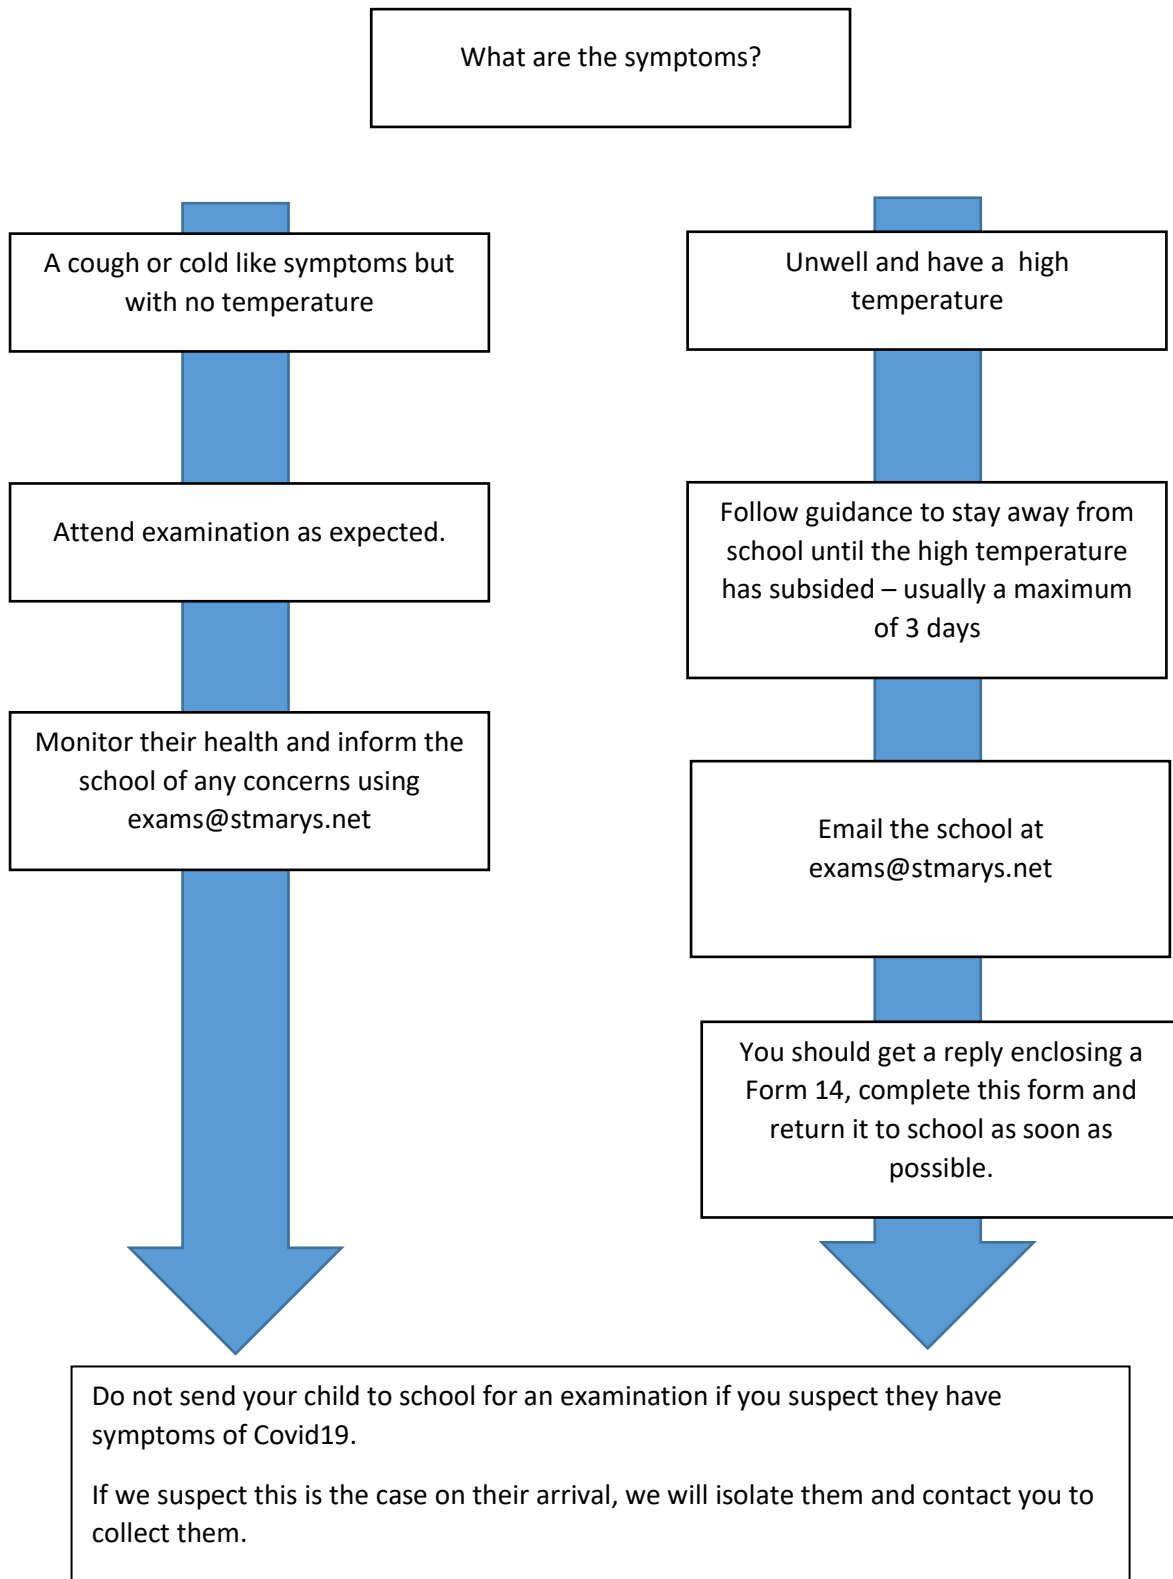 What are the symptoms?
A cough or cold like symptoms but
with no temperature
Attend examination as expected.
Monitor their health and inform the
school of any concerns using
exams@stmarys.net
Unwell and have a  high
temperature
Follow guidance to stay away from
school until the high temperature
has subsided – usually a maximum
of 3 days
Email the school at
exams@stmarys.net
You should get a reply enclosing a
Form 14, complete this form and
return it to school as soon as
possible.
Do not send your child to school for an examination if you suspect they have
symptoms of Covid19.
If we suspect this is the case on their arrival, we will isolate them and contact you to
collect them.